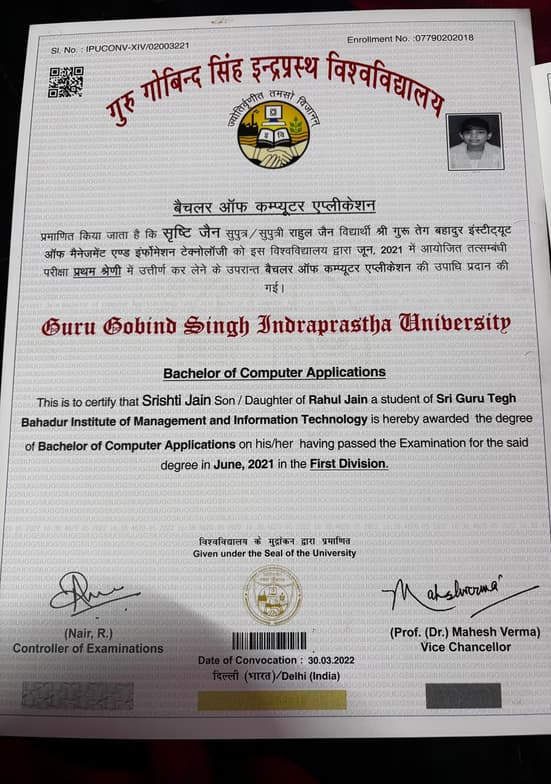 Sl. No. : IPUCONV-XIV/02003221
Enrollment No. :07790202018
गुरु गोबिन्द सिंह इन्द्रप्रस्थ विश्वविद्यालय
बैचलर ऑफ कम्प्यूटर एप्लीकेशन
प्रमाणित किया जाता है कि सृष्टि जैन सुपुत्र/सुपुत्री राहुल जैन विद्यार्थी श्री गुरू तेग बहादुर इंस्टीट्यूट
ऑफ मैनेजमेंट एण्ड इंर्फोमेशन टेक्नोलॉजी को इस विश्वविद्यालय द्वारा जून, 2021 में आयोजित तत्सम्बंधी
परीक्षा प्रथम श्रेणी में उत्तीर्ण कर लेने के उपरान्त बैचलर ऑफ कम्प्यूटर एप्लीकेशन की उपाधि प्रदान की
गई।
Guru Gobind Singh Indraprastha University
Bachelor of Computer Applications
This is to certify that Srishti Jain Son / Daughter of Rahul Jain a student of Sri Guru Tegh
Bahadur Institute of Management and Information Technology is hereby awarded the degree
of Bachelor of Computer Applications on his/her having passed the Examination for the said
degree in June, 2021 in the First Division.
विश्वविद्यालय के मुद्रांकन द्वारा प्रमाणित
Given under the Seal of the University
Mahesh Verma
(Nair, R.)
Controller of Examinations
(Prof. (Dr.) Mahesh Verma)
Vice Chancellor
Date of Convocation : 30.03.2022
दिल्ली (भारत)/Delhi (India)